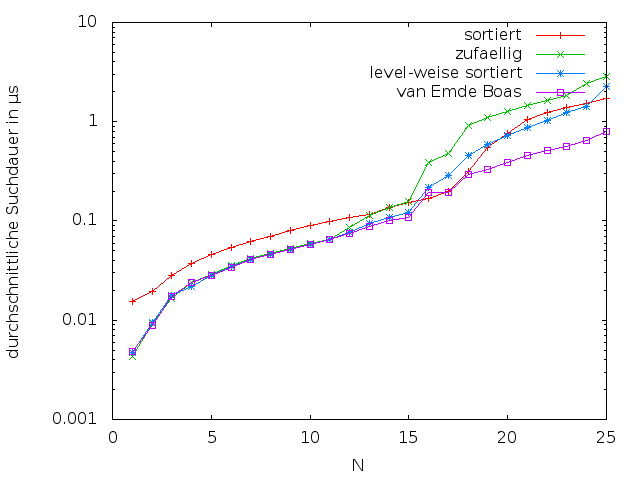 10
1
0.1
0.01
0.001
durchschnittliche Suchdauer in µs
sortiert
zufaellig
level-weise sortiert
van Emde Boas
0 5 10 15 20 25
N